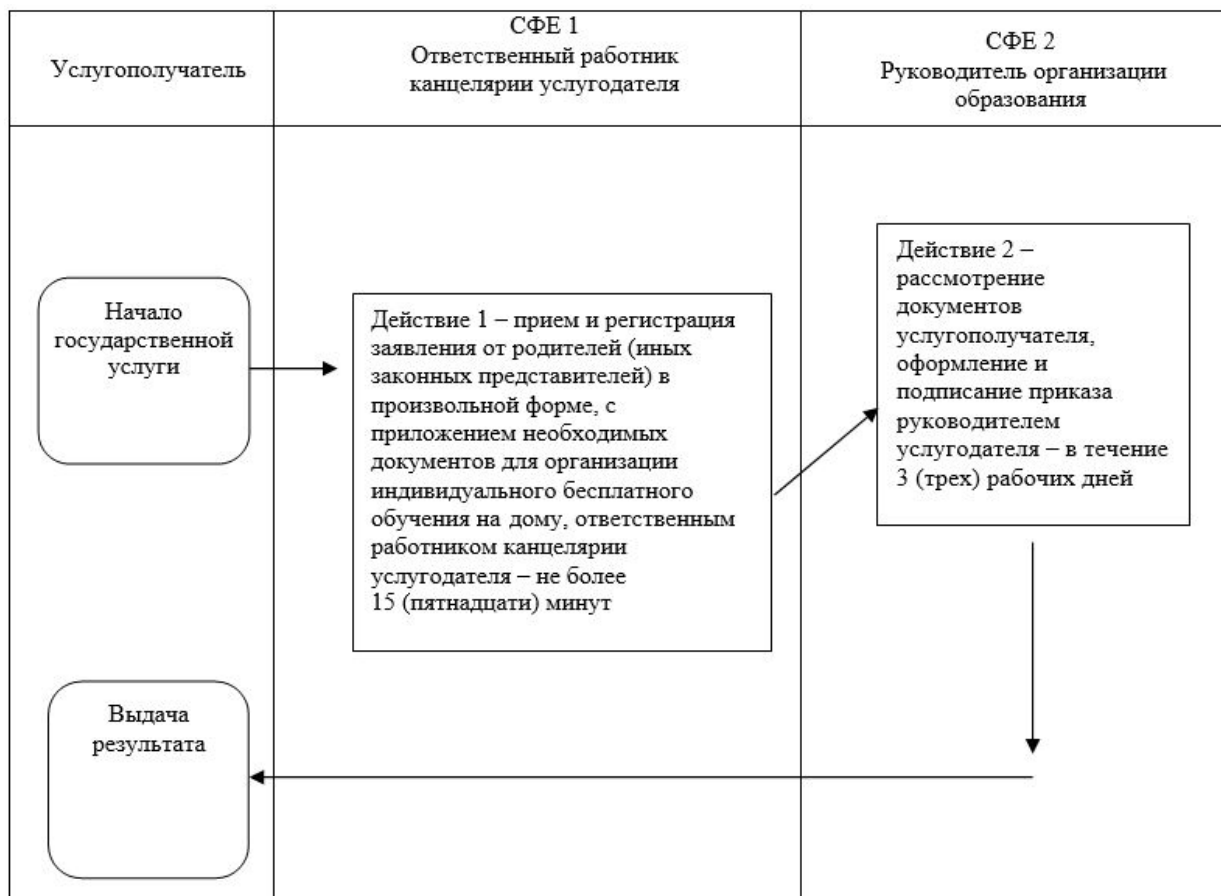 Услугополучатель
СФЕ 1
Ответственный работник
канцелярии услугодателя
СФЕ 2
Руководитель организации
образования
Начало
государственной
услуги
Действие 1 – прием и регистрация
заявления от родителей (иных
законных представителей) в
произвольной форме, с
приложением необходимых
документов для организации
индивидуального бесплатного
обучения на дому, ответственным
работником канцелярии
услугодателя – не более
15 (пятнадцати) минут
Действие 2 –
рассмотрение
документов
услугополучателя,
оформление и
подписание приказа
руководителем
услугодателя – в течение
3 (трех) рабочих дней
Выдача
результата